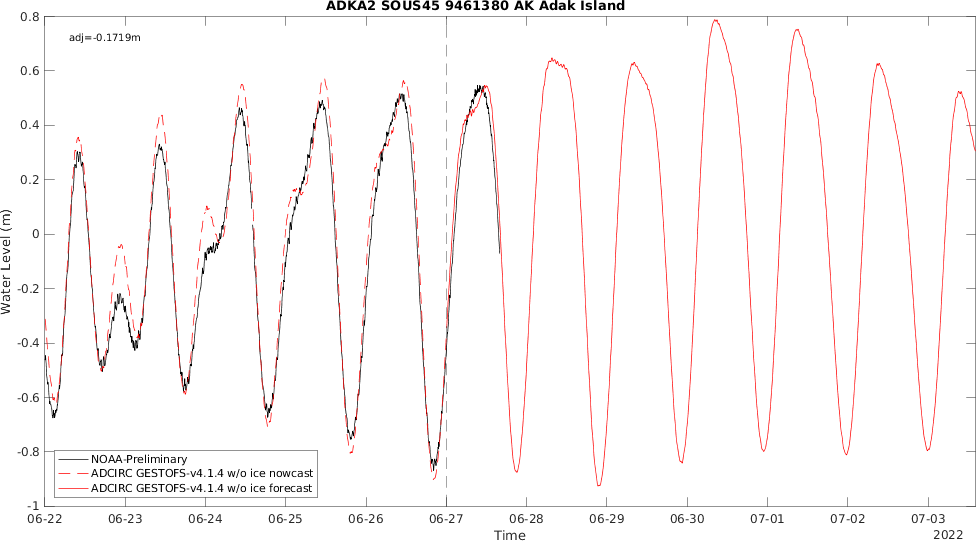 ADKA2 SOUS45 9461380 AK Adak Island
adj=-0.1719m
0.8
0.6
0.4
0.2
0
-0.2
-0.4
-0.6
-0.8
-1
Water Level (m)
NOAA-Preliminary
ADCIRC GESTOFS-v4.1.4 w/o ice nowcast
ADCIRC GESTOFS-v4.1.4 w/o ice forecast
06-22 06-23 06-24 06-25 06-26 06-27 06-28 06-29 06-30 07-01 07-02 07-03
Time
2022